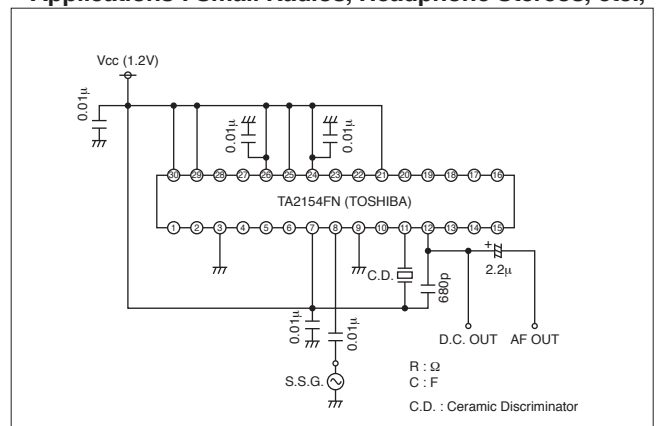 Applications : Small Radios, Headphone Stereos, etc.,
Vcc (1.2V)
0.01μ
0.01μ
0.01μ
30 29 28 27 26 25 24 23 22 21 20 19 18 17 16
TA2154FN (TOSHIBA)
1 2 3 4 5 6 7 8 9 10 11 12 13 14 15
C.D.
680p
+
2.2μ
0.01μ
0.01μ
D.C. OUT AF OUT
S.S.G.
R : Ω
C : F
C.D. : Ceramic Discriminator